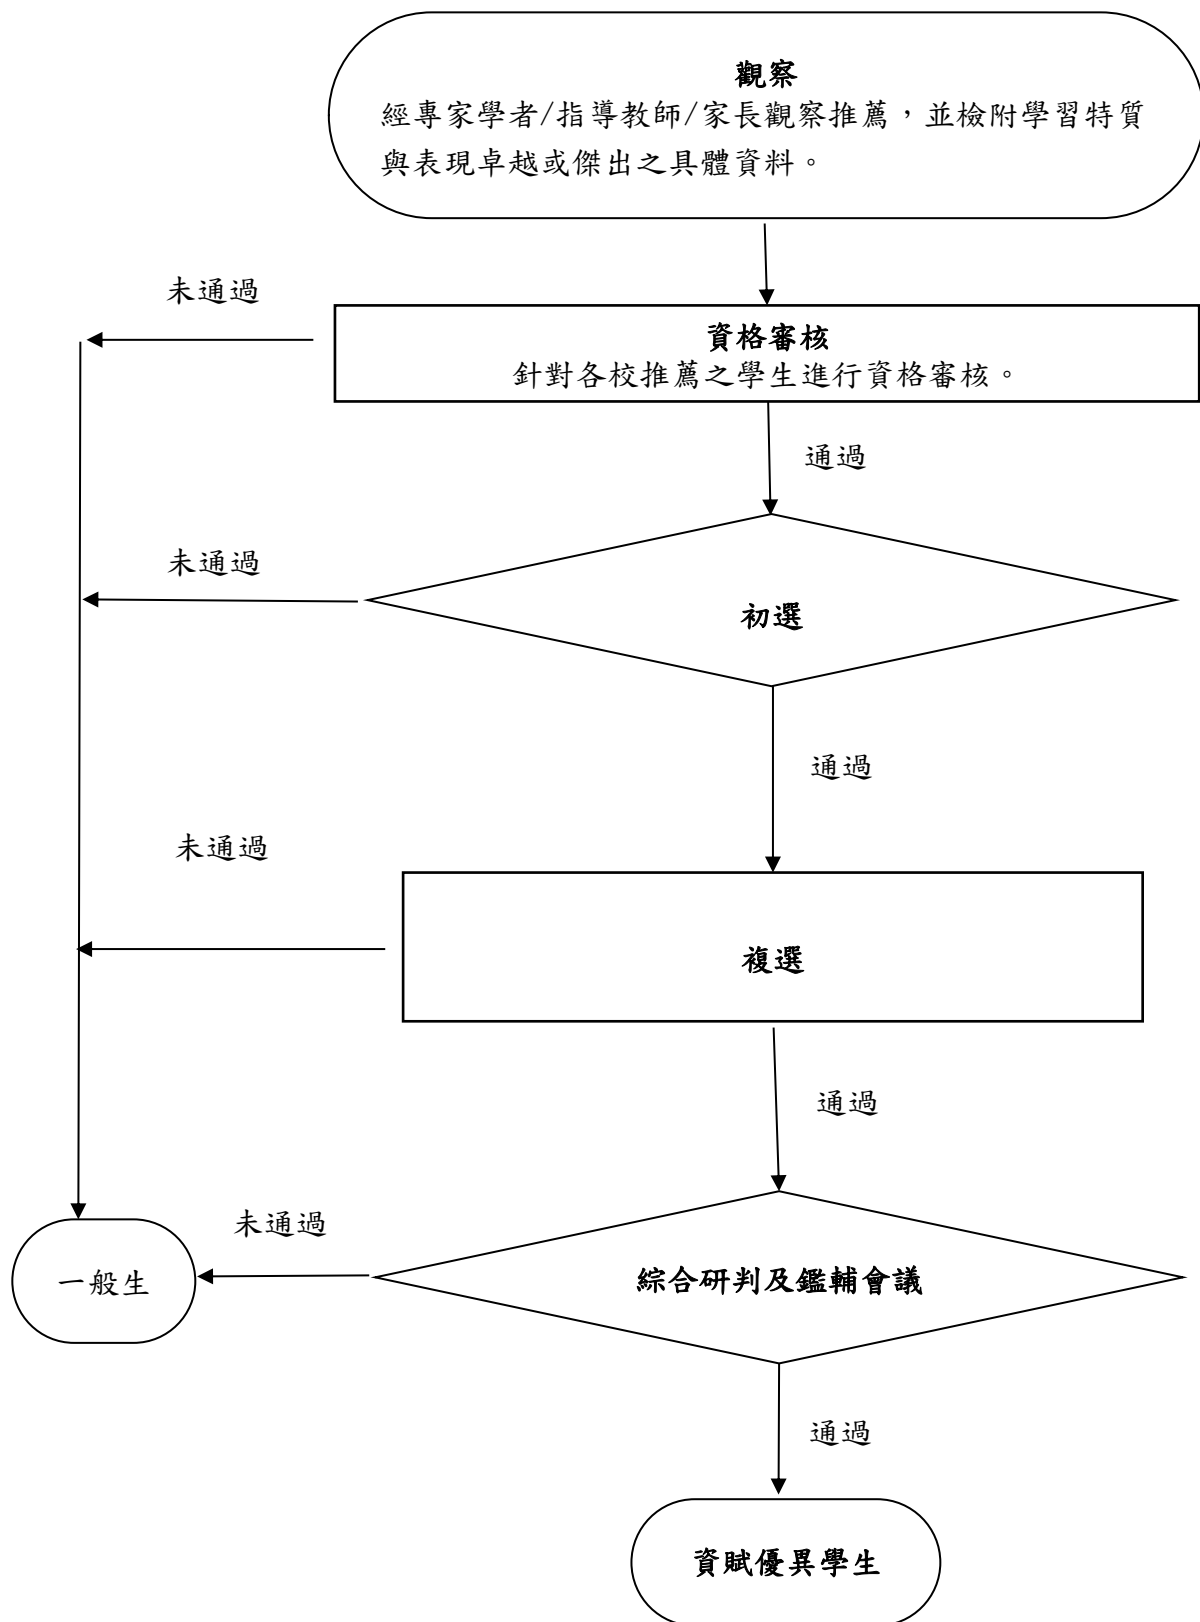 觀察
經專家學者/指導教師/家長觀察推薦，並檢附學習特質
與表現卓越或傑出之具體資料。
未通過
資格審核
針對各校推薦之學生進行資格審核。
通過
未通過
初選
通過
未通過
複選
通過
未通過
一般生
綜合研判及鑑輔會議
通過
資賦優異學生